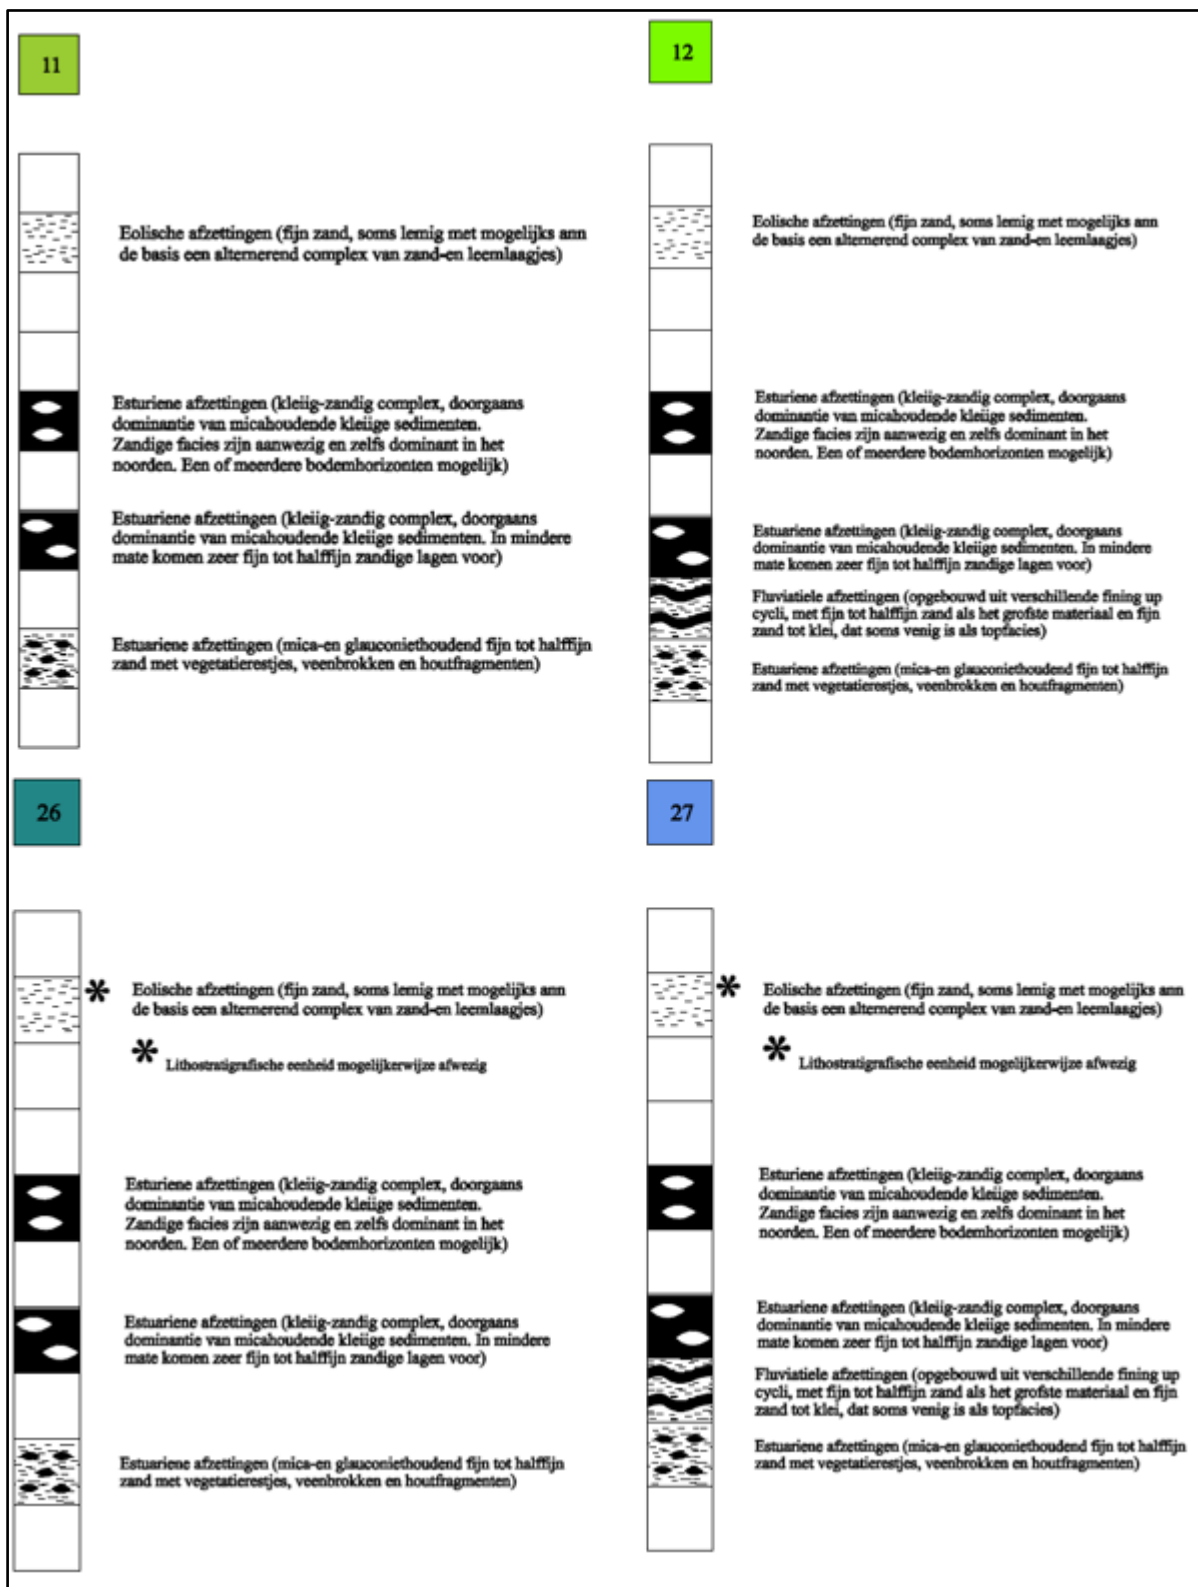 11
Eolische afzettingen (fijn zand, soms lemig met mogelijks ann
de basis een alternerend complex van zand-en leemlaagjes)
Esturiene afzettingen (kleiig-zandig complex, doorgaans
dominantie van micahoudende kleiige sedimenten.
Zandige facies zijn aanwezig en zelfs dominant in het
noorden. Een of meerdere bodemhorizonten mogelijk)
Estuariene afzettingen (kleiig-zandig complex, doorgaans
dominantie van micahoudende kleiige sedimenten. In mindere
mate komen zeer fijn tot halffijn zandige lagen voor)
Estuariene afzettingen (mica-en glauconiethoudend fijn tot halffijn
zand met vegetatierestjes, veenbrokken en houtfragmenten)
12
Eolische afzettingen (fijn zand, soms lemig met mogelijks ann
de basis een alternerend complex van zand-en leemlaagjes)
Esturiene afzettingen (kleiig-zandig complex, doorgaans
dominantie van micahoudende kleiige sedimenten.
Zandige facies zijn aanwezig en zelfs dominant in het
noorden. Een of meerdere bodemhorizonten mogelijk)
Estuariene afzettingen (kleiig-zandig complex, doorgaans
dominantie van micahoudende kleiige sedimenten. In mindere
mate komen zeer fijn tot halffijn zandige lagen voor)
Fluviatiele afzettingen (opgebouwd uit verschillende fining up
cycli, met fijn tot halffijn zand als het grofste materiaal en fijn
zand tot klei, dat soms venig is als topfacies)
Estuariene afzettingen (mica-en glauconiethoudend fijn tot halffijn
zand met vegetatierestjes, veenbrokken en houtfragmenten)
26
* Eolische afzettingen (fijn zand, soms lemig met mogelijks ann
de basis een alternerend complex van zand-en leemlaagjes)
* Lithostratigrafische eenheid mogelijkerwijze afwezig
Esturiene afzettingen (kleiig-zandig complex, doorgaans
dominantie van micahoudende kleiige sedimenten.
Zandige facies zijn aanwezig en zelfs dominant in het
noorden. Een of meerdere bodemhorizonten mogelijk)
Estuariene afzettingen (kleiig-zandig complex, doorgaans
dominantie van micahoudende kleiige sedimenten. In mindere
mate komen zeer fijn tot halffijn zandige lagen voor)
Estuariene afzettingen (mica-en glauconiethoudend fijn tot halffijn
zand met vegetatierestjes, veenbrokken en houtfragmenten)
27
* Eolische afzettingen (fijn zand, soms lemig met mogelijks ann
de basis een alternerend complex van zand-en leemlaagjes)
* Lithostratigrafische eenheid mogelijkerwijze afwezig
Esturiene afzettingen (kleiig-zandig complex, doorgaans
dominantie van micahoudende kleiige sedimenten.
Zandige facies zijn aanwezig en zelfs dominant in het
noorden. Een of meerdere bodemhorizonten mogelijk)
Estuariene afzettingen (kleiig-zandig complex, doorgaans
dominantie van micahoudende kleiige sedimenten. In mindere
mate komen zeer fijn tot halffijn zandige lagen voor)
Fluviatiele afzettingen (opgebouwd uit verschillende fining up
cycli, met fijn tot halffijn zand als het grofste materiaal en fijn
zand tot klei, dat soms venig is als topfacies)
Estuariene afzettingen (mica-en glauconiethoudend fijn tot halffijn
zand met vegetatierestjes, veenbrokken en houtfragmenten)